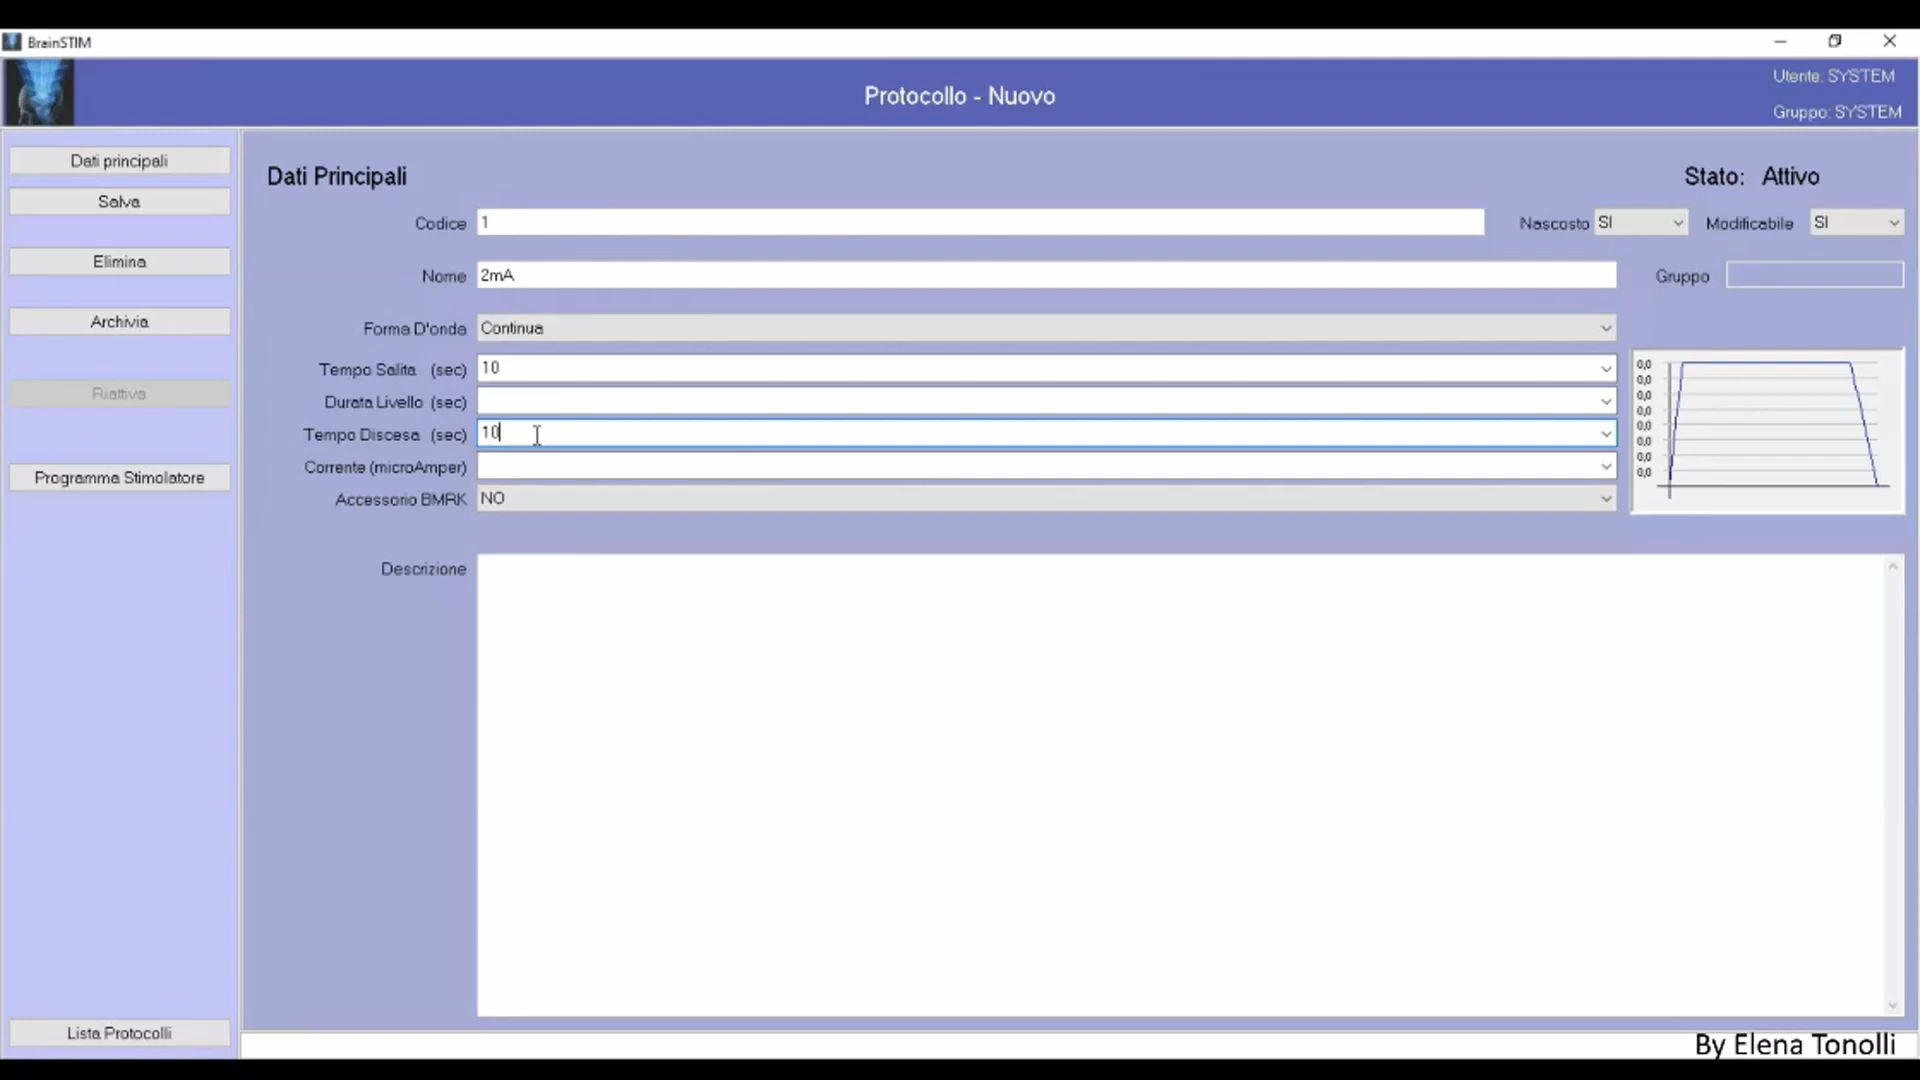 BrainSTIM
Protocollo - Nuovo
Utente: SYSTEM
Gruppo: SYSTEM
Dati principali
Salva
Elimina
Archivia
Riattiva
Programma Stimolatore
Lista Protocolli
Dati Principali
Stato: Attivo
Codice 1
Nascosto SI Modificabile SI
Nome 2mA
Gruppo
Forma D'onda Continua
Tempo Salita (sec) 10
Durata Livello (sec)
Tempo Discesa (sec) 10
Corrente (microAmper)
Accessorio BMRK NO
0,0
0,0
0,0
0,0
0,0
0,0
0,0
0,0
Descrizione
By Elena Tonolli